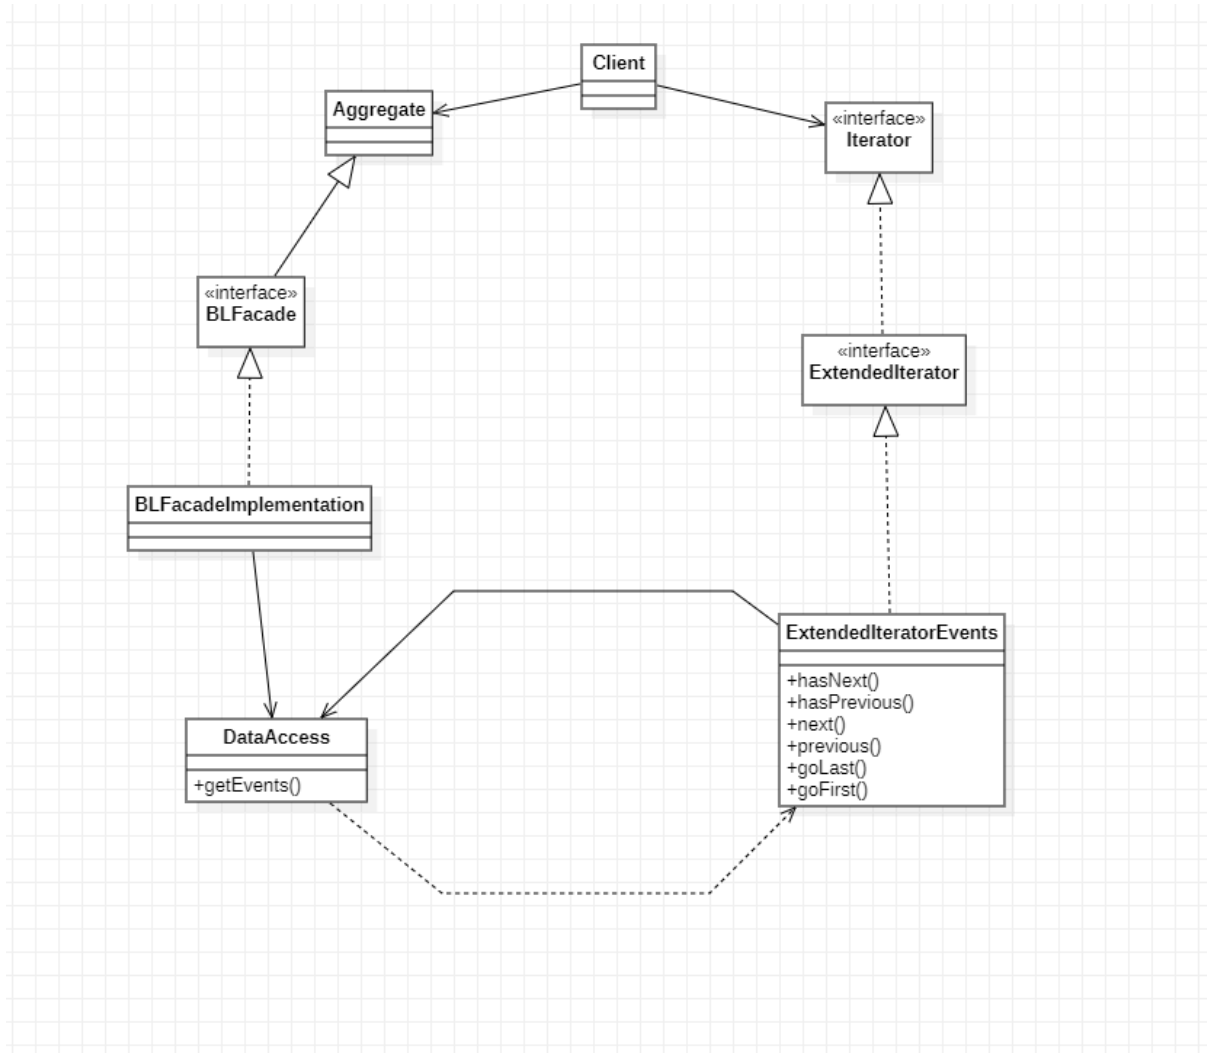 Client
Aggregate
«interface»
Iterator
«interface»
BLFacade
«interface»
ExtendedIterator
BLFacadeImplementation
ExtendedIteratorEvents
+hasNext()
+hasPrevious()
+next()
+previous()
+goLast()
+goFirst()
DataAccess
+getEvents()